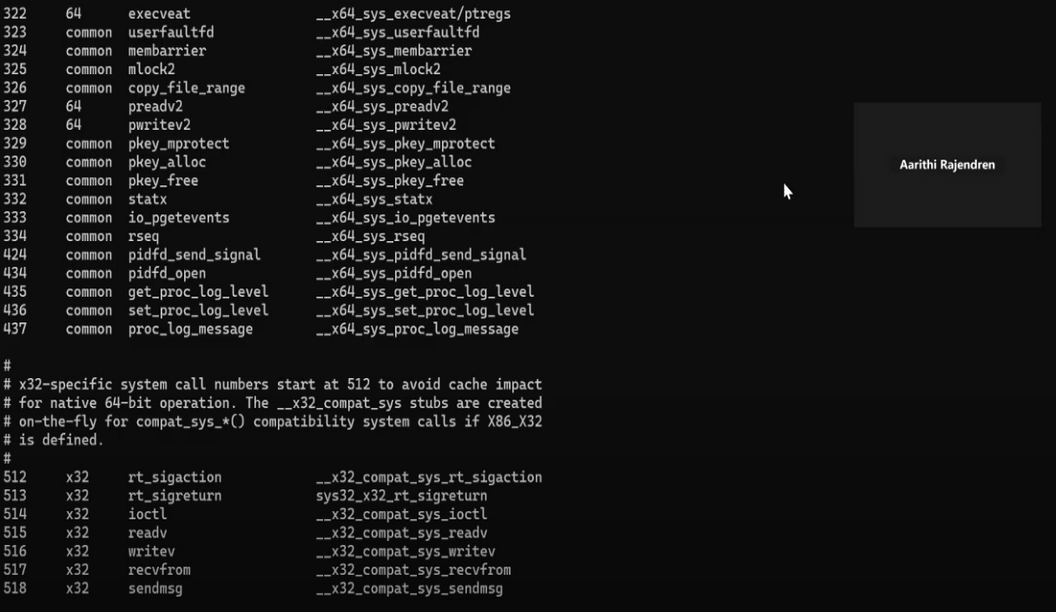 322 64 execveat __x64_sys_execveat/ptregs
323 common userfaultfd __x64_sys_userfaultfd
324 common membarrier __x64_sys_membarrier
325 common mlock2 __x64_sys_mlock2
326 common copy_file_range __x64_sys_copy_file_range
327 64 preadv2 __x64_sys_preadv2
328 64 pwritev2 __x64_sys_pwritev2
329 common pkey_mprotect __x64_sys_pkey_mprotect
330 common pkey_alloc __x64_sys_pkey_alloc
331 common pkey_free __x64_sys_pkey_free
332 common statx __x64_sys_statx
333 common io_pgetevents __x64_sys_io_pgetevents
334 common rseq __x64_sys_rseq
424 common pidfd_send_signal __x64_sys_pidfd_send_signal
434 common pidfd_open __x64_sys_pidfd_open
435 common get_proc_log_level __x64_sys_get_proc_log_level
436 common set_proc_log_level __x64_sys_set_proc_log_level
437 common proc_log_message __x64_sys_proc_log_message
#
# x32-specific system call numbers start at 512 to avoid cache impact
# for native 64-bit operation. The __x32_compat_sys stubs are created
# on-the-fly for compat_sys_*() compatibility system calls if X86_X32
# is defined.
#
512 x32 rt_sigaction __x32_compat_sys_rt_sigaction
513 x32 rt_sigreturn sys32_x32_rt_sigreturn
514 x32 ioctl __x32_compat_sys_ioctl
515 x32 readv __x32_compat_sys_readv
516 x32 writev __x32_compat_sys_writev
517 x32 recvfrom __x32_compat_sys_recvfrom
518 x32 sendmsg __x32_compat_sys_sendmsg
Aarithi Rajendren